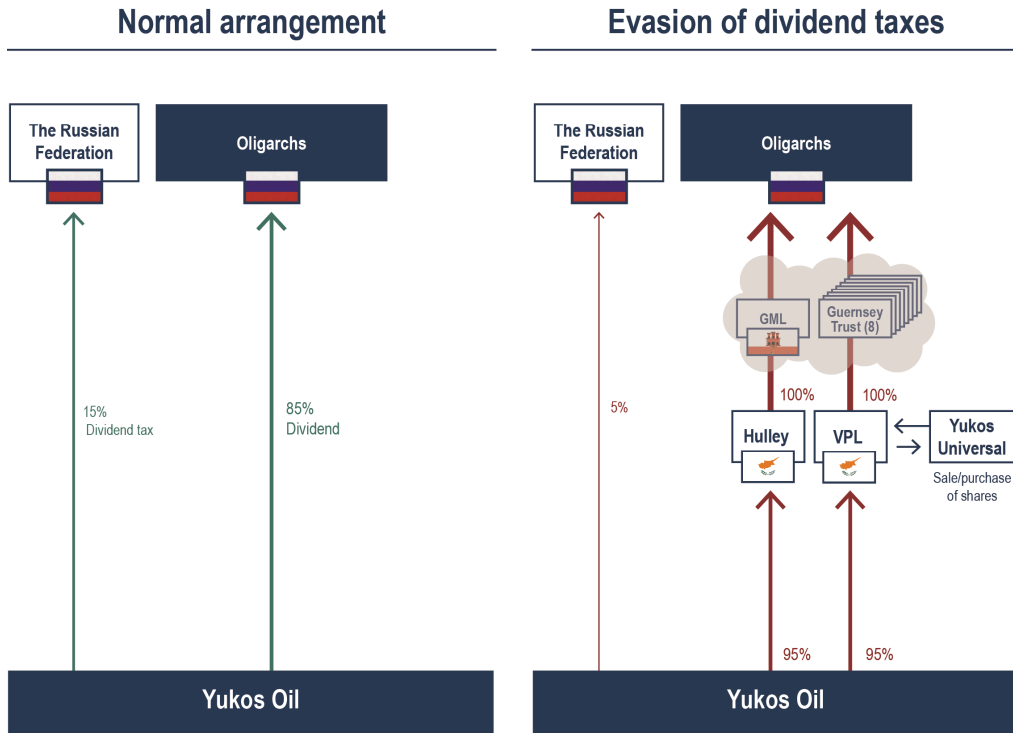 Normal arrangement
The Russian
Federation
Oligarchs
15%
Dividend tax
85%
Dividend
Yukos Oil
Evasion of dividend taxes
The Russian
Federation
Oligarchs
GML
Guernsey
Trust (8)
5%
100%
100%
Hulley
VPL
Yukos
Universal
Sale/purchase
of shares
95%
95%
Yukos Oil